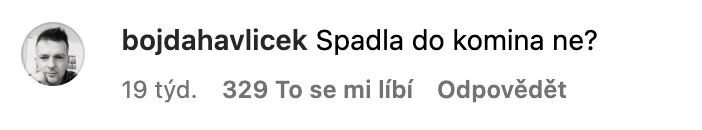 bojdahavlicek Spadla do komina ne?
19 týd. 329 To se mi líbí Odpovědět